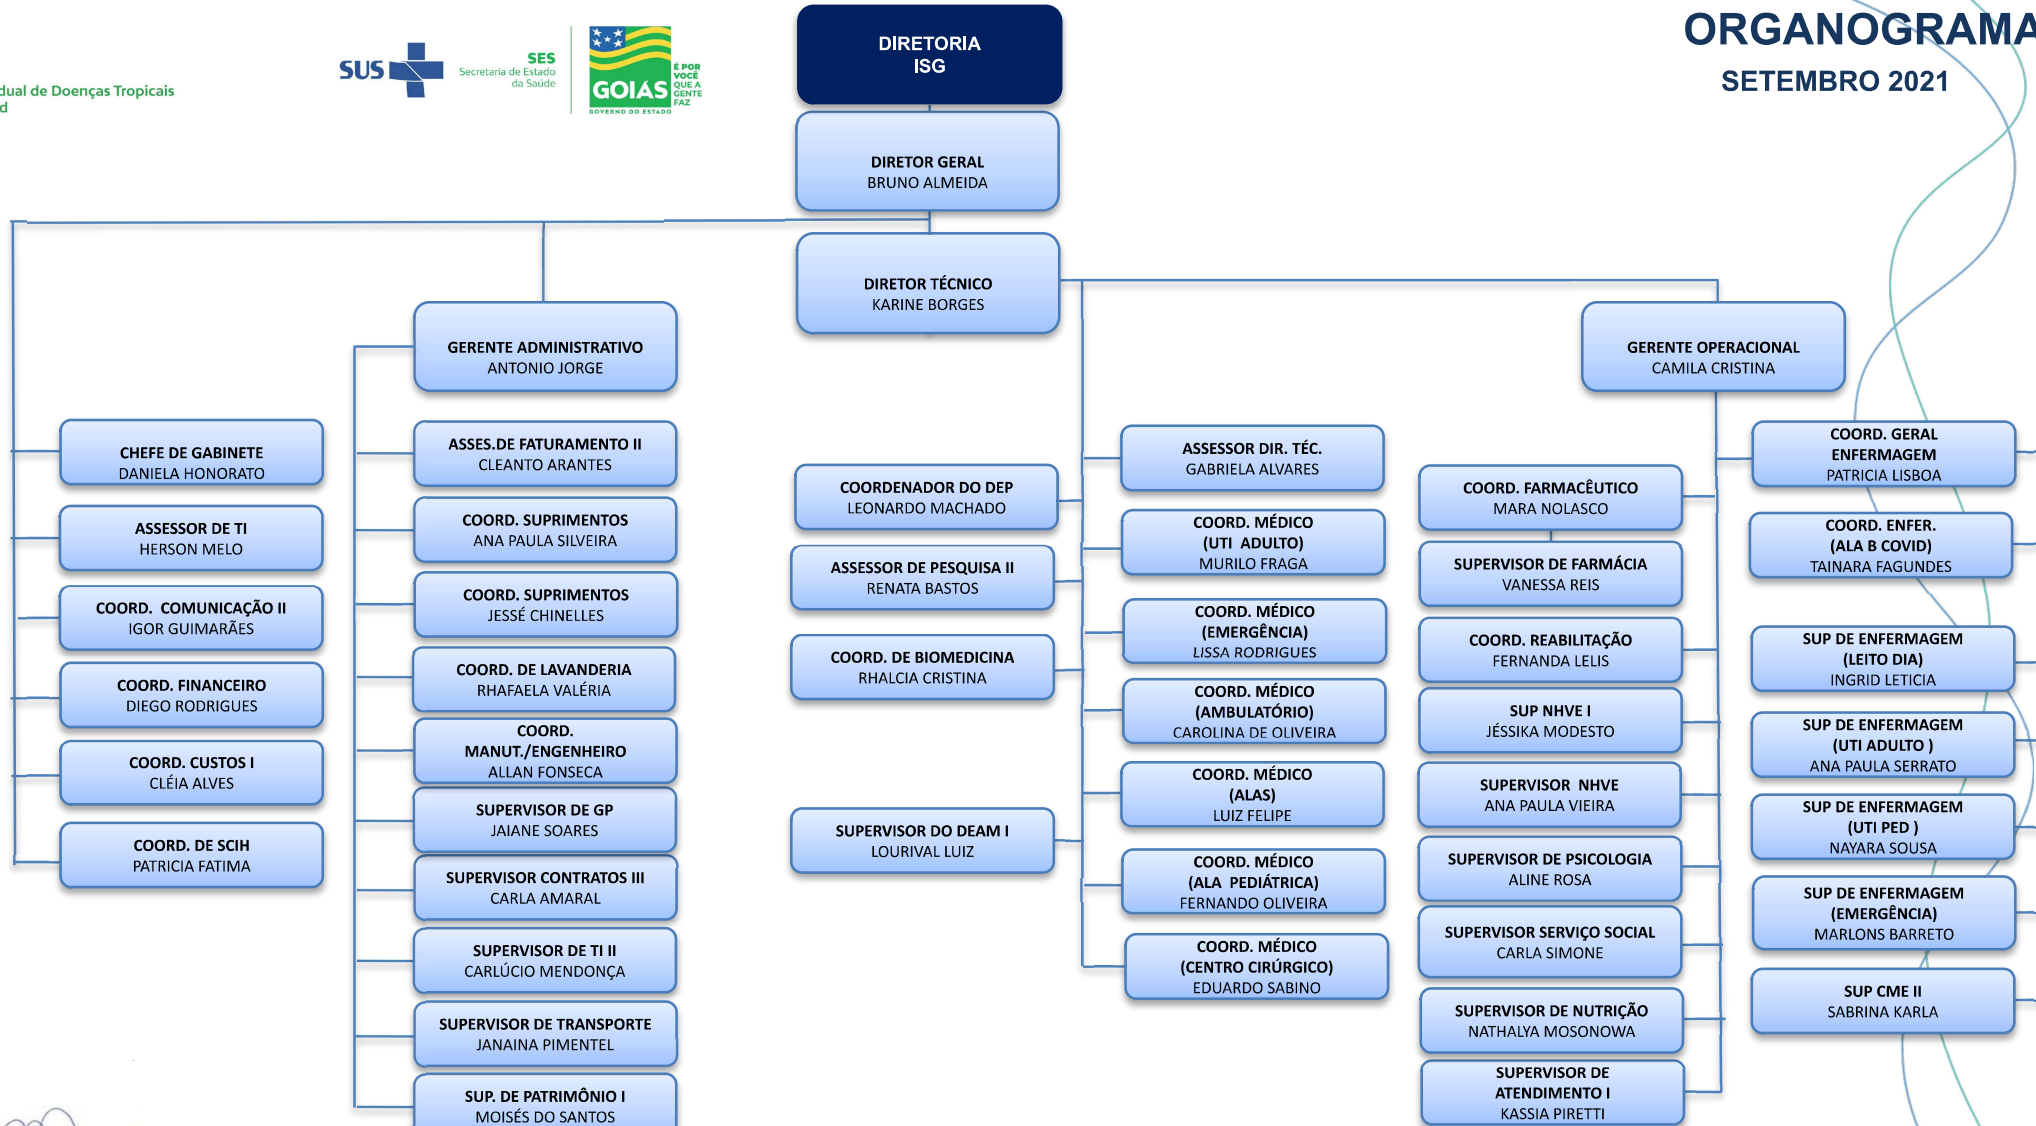 dual de Doenças Tropicais
d
SUS
SES
Secretaria de Estado
da Saúde
GOIÁS
GOVERNO DO ESTADO
É POR
VOCÊ
QUE A
GENTE
FAZ
ORGANOGRAMA
SETEMBRO 2021
DIRETORIA
ISG
DIRETOR GERAL
BRUNO ALMEIDA
DIRETOR TÉCNICO
KARINE BORGES
GERENTE ADMINISTRATIVO
ANTONIO JORGE
GERENTE OPERACIONAL
CAMILA CRISTINA
CHEFE DE GABINETE
DANIELA HONORATO
ASSESSOR DE TI
HERSON MELO
COORD. COMUNICAÇÃO II
IGOR GUIMARÃES
COORD. FINANCEIRO
DIEGO RODRIGUES
COORD. CUSTOS I
CLÉIA ALVES
COORD. DE SCIH
PATRICIA FATIMA
ASSES.DE FATURAMENTO II
CLEANTO ARANTES
COORD. SUPRIMENTOS
ANA PAULA SILVEIRA
COORD. SUPRIMENTOS
JESSÉ CHINELLES
COORD. DE LAVANDERIA
RHAFAELA VALÉRIA
COORD.
MANUT./ENGENHEIRO
ALLAN FONSECA
SUPERVISOR DE GP
JAIANE SOARES
SUPERVISOR CONTRATOS III
CARLA AMARAL
SUPERVISOR DE TI II
CARLÚCIO MENDONÇA
SUPERVISOR DE TRANSPORTE
JANAINA PIMENTEL
SUP. DE PATRIMÔNIO I
MOISÉS DO SANTOS
COORDENADOR DO DEP
LEONARDO MACHADO
ASSESSOR DE PESQUISA II
RENATA BASTOS
COORD. DE BIOMEDICINA
RHALCIA CRISTINA
SUPERVISOR DO DEAM I
LOURIVAL LUIZ
ASSESSOR DIR. TÉC.
GABRIELA ALVARES
COORD. MÉDICO
(UTI ADULTO)
MURILO FRAGA
COORD. MÉDICO
(EMERGÊNCIA)
LISSA RODRIGUES
COORD. MÉDICO
(AMBULATÓRIO)
CAROLINA DE OLIVEIRA
COORD. MÉDICO
(ALAS)
LUIZ FELIPE
COORD. MÉDICO
(ALA PEDIÁTRICA)
FERNANDO OLIVEIRA
COORD. MÉDICO
(CENTRO CIRÚRGICO)
EDUARDO SABINO
COORD. FARMACÊUTICO
MARA NOLASCO
SUPERVISOR DE FARMÁCIA
VANESSA REIS
COORD. REABILITAÇÃO
FERNANDA LELIS
SUP NHVE I
JÉSSIKA MODESTO
SUPERVISOR NHVE
ANA PAULA VIEIRA
SUPERVISOR DE PSICOLOGIA
ALINE ROSA
SUPERVISOR SERVIÇO SOCIAL
CARLA SIMONE
SUPERVISOR DE NUTRIÇÃO
NATHALYA MOSONOWA
SUPERVISOR DE
ATENDIMENTO I
KASSIA PIRETTI
COORD. GERAL
ENFERMAGEM
PATRICIA LISBOA
COORD. ENFER.
(ALA B COVID)
TAINARA FAGUNDES
SUP DE ENFERMAGEM
(LEITO DIA)
INGRID LETICIA
SUP DE ENFERMAGEM
(UTI ADULTO )
ANA PAULA SERRATO
SUP DE ENFERMAGEM
(UTI PED )
NAYARA SOUSA
SUP DE ENFERMAGEM
(EMERGÊNCIA)
MARLONS BARRETO
SUP CME II
SABRINA KARLA